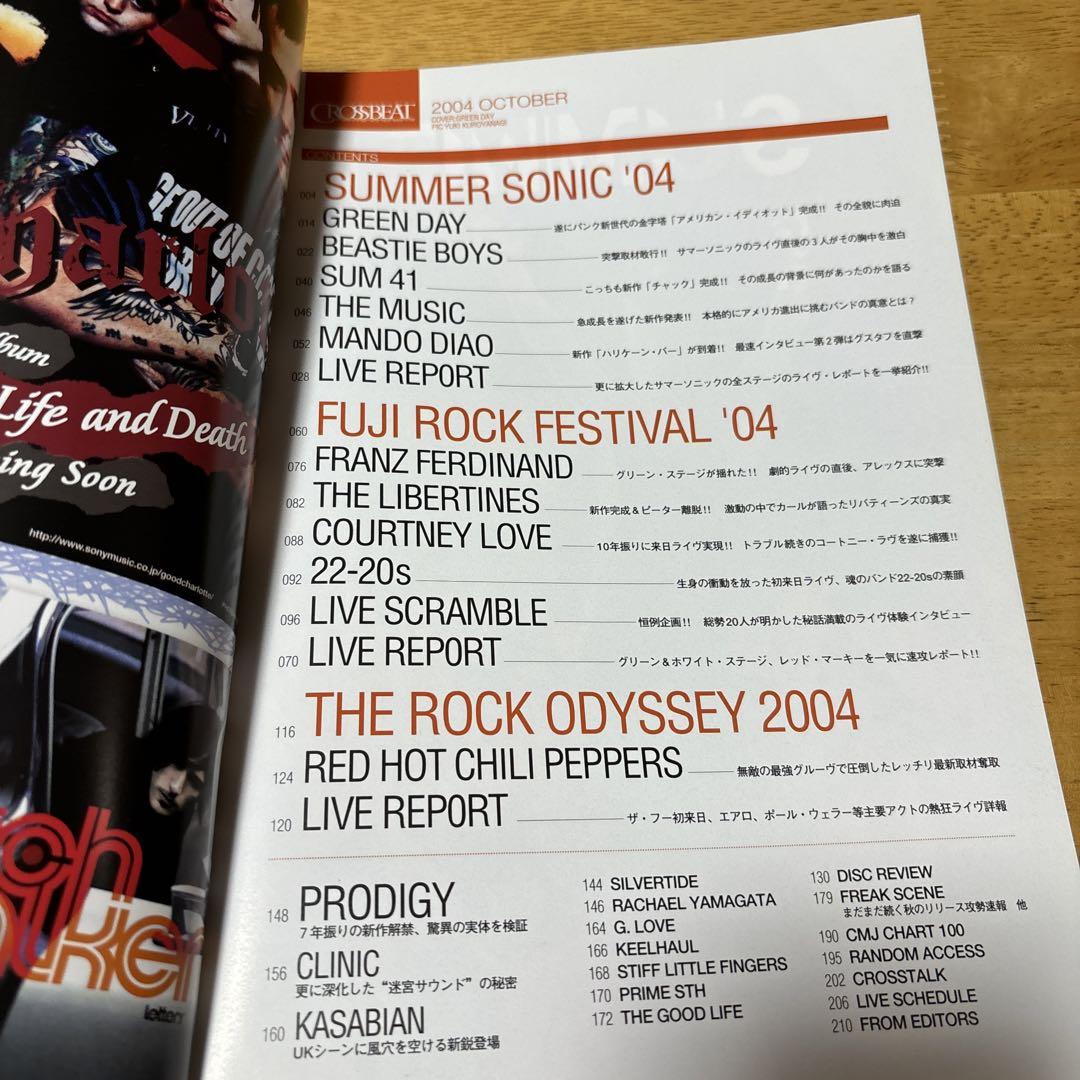 GE OUT OF
Life and Death
ing Soon
http://www.sonymusic.co.jp/goodcharlotte/
CROSSBEAT
2004 OCTOBER
COVER:GREEN DAY
PIC:YUKI KUROYANAGI
CONTENTS
004 SUMMER SONIC '04
014 GREEN DAY 遂にパンク新世代の金字塔「アメリカン・イディオット」完成!! その全貌に肉迫
022 BEASTIE BOYS 突撃取材敢行!! サマーソニックのライヴ直後の3人がその胸中を激白
040 SUM 41 こっちも新作「チャック」完成!! その成長の背景に何があったのかを語る
046 THE MUSIC 急成長を遂げた新作発表!! 本格的にアメリカ進出に挑むバンドの真意とは?
052 MANDO DIAO 新作「ハリケーン・バー」が到着!! 最速インタビュー第2弾はグスタフを直撃
028 LIVE REPORT 更に拡大したサマーソニックの全ステージのライヴ・レポートを一挙紹介!!
060 FUJI ROCK FESTIVAL '04
076 FRANZ FERDINAND グリーン・ステージが揺れた!! 劇的ライヴの直後、アレックスに突撃
082 THE LIBERTINES 新作完成&ピーター離脱!! 激動の中でカールが語ったリバティーンズの真実
088 COURTNEY LOVE 10年振りに来日ライヴ実現!! トラブル続きのコートニー・ラヴを遂に捕獲!!
092 22-20s 生身の衝動を放った初来日ライヴ、魂のバンド22-20sの素顔
096 LIVE SCRAMBLE 恒例企画!! 総勢20人が明かした秘話満載のライヴ体験インタビュー
070 LIVE REPORT グリーン&ホワイト・ステージ、レッド・マーキーを一気に速攻レポート!!
116 THE ROCK ODYSSEY 2004
124 RED HOT CHILI PEPPERS 無敵の最強グルーヴで圧倒したレッチリ最新取材奪取
120 LIVE REPORT ザ・フー初来日、エアロ、ポール・ウェラー等主要アクトの熱狂ライヴ詳報
148 PRODIGY
7年振りの新作解禁、驚異の実体を検証
156 CLINIC
更に深化した“迷宮サウンド”の秘密
160 KASABIAN
UKシーンに風穴を空ける新鋭登場
144 SILVERTIDE
146 RACHAEL YAMAGATA
164 G. LOVE
166 KEELHAUL
168 STIFF LITTLE FINGERS
170 PRIME STH
172 THE GOOD LIFE
130 DISC REVIEW
179 FREAK SCENE
まだまだ続く秋のリリース攻勢速報 他
190 CMJ CHART 100
195 RANDOM ACCESS
202 CROSSTALK
206 LIVE SCHEDULE
210 FROM EDITORS